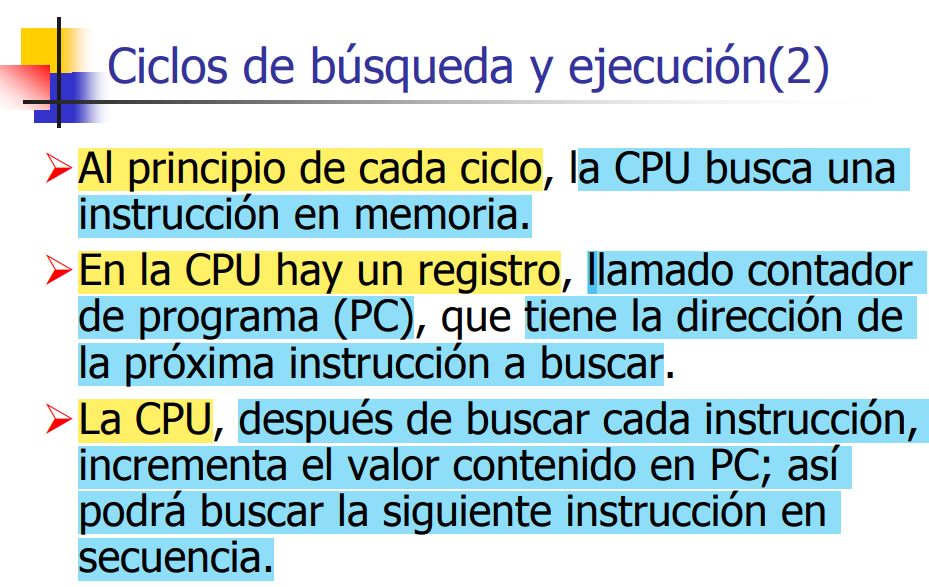 Ciclos de búsqueda y ejecución(2)
Al principio de cada ciclo, la CPU busca una
instrucción en memoria.
En la CPU hay un registro, llamado contador
de programa (PC), que tiene la dirección de
la próxima instrucción a buscar.
La CPU, después de buscar cada instrucción,
incrementa el valor contenido en PC; así
podrá buscar la siguiente instrucción en
secuencia.